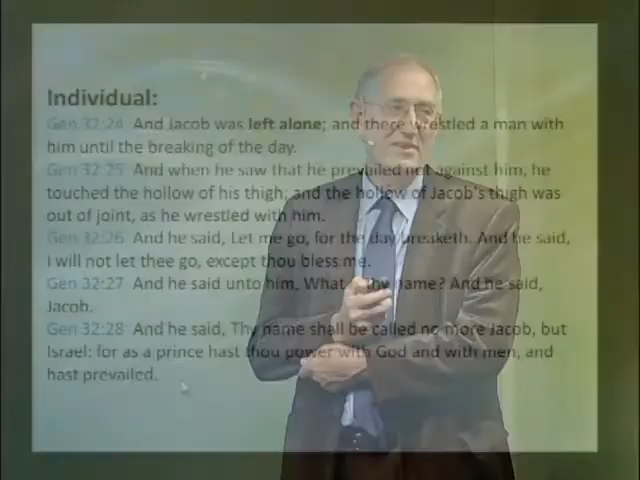 Individual:
Gen 32:24 And Jacob was left alone; and there wrestled a man with
him until the breaking of the day.
Gen 32:25 And when he saw that he prevailed not against him, he
touched the hollow of his thigh; and the hollow of Jacob's thigh was
out of joint, as he wrestled with him.
Gen 32:26 And he said, Let me go, for the day breaketh. And he said,
I will not let thee go, except thou bless me.
Gen 32:27 And he said unto him, What thy name? And he said,
Jacob.
Gen 32:28 And he said, Thy name shall be called no more Jacob, but
Israel: for as a prince hast thou power with God and with men, and
hast prevailed.